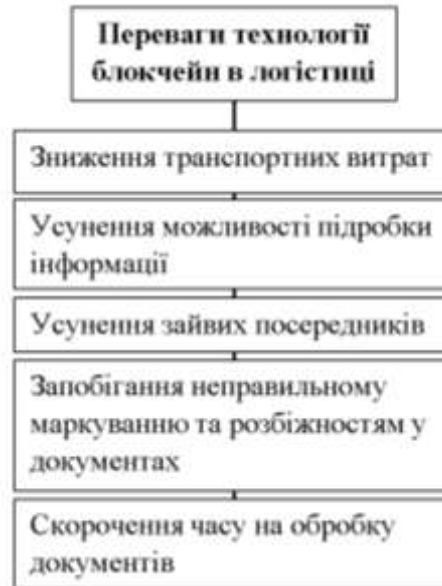 Переваги технології
блокчейн в логістиці
Зниження транспортних витрат
Усунення можливості підробки
інформації
Усунення зайвих посередників
Запобігання неправильному
маркуванню та розбіжностям у
документах
Скорочення часу на обробку
документів